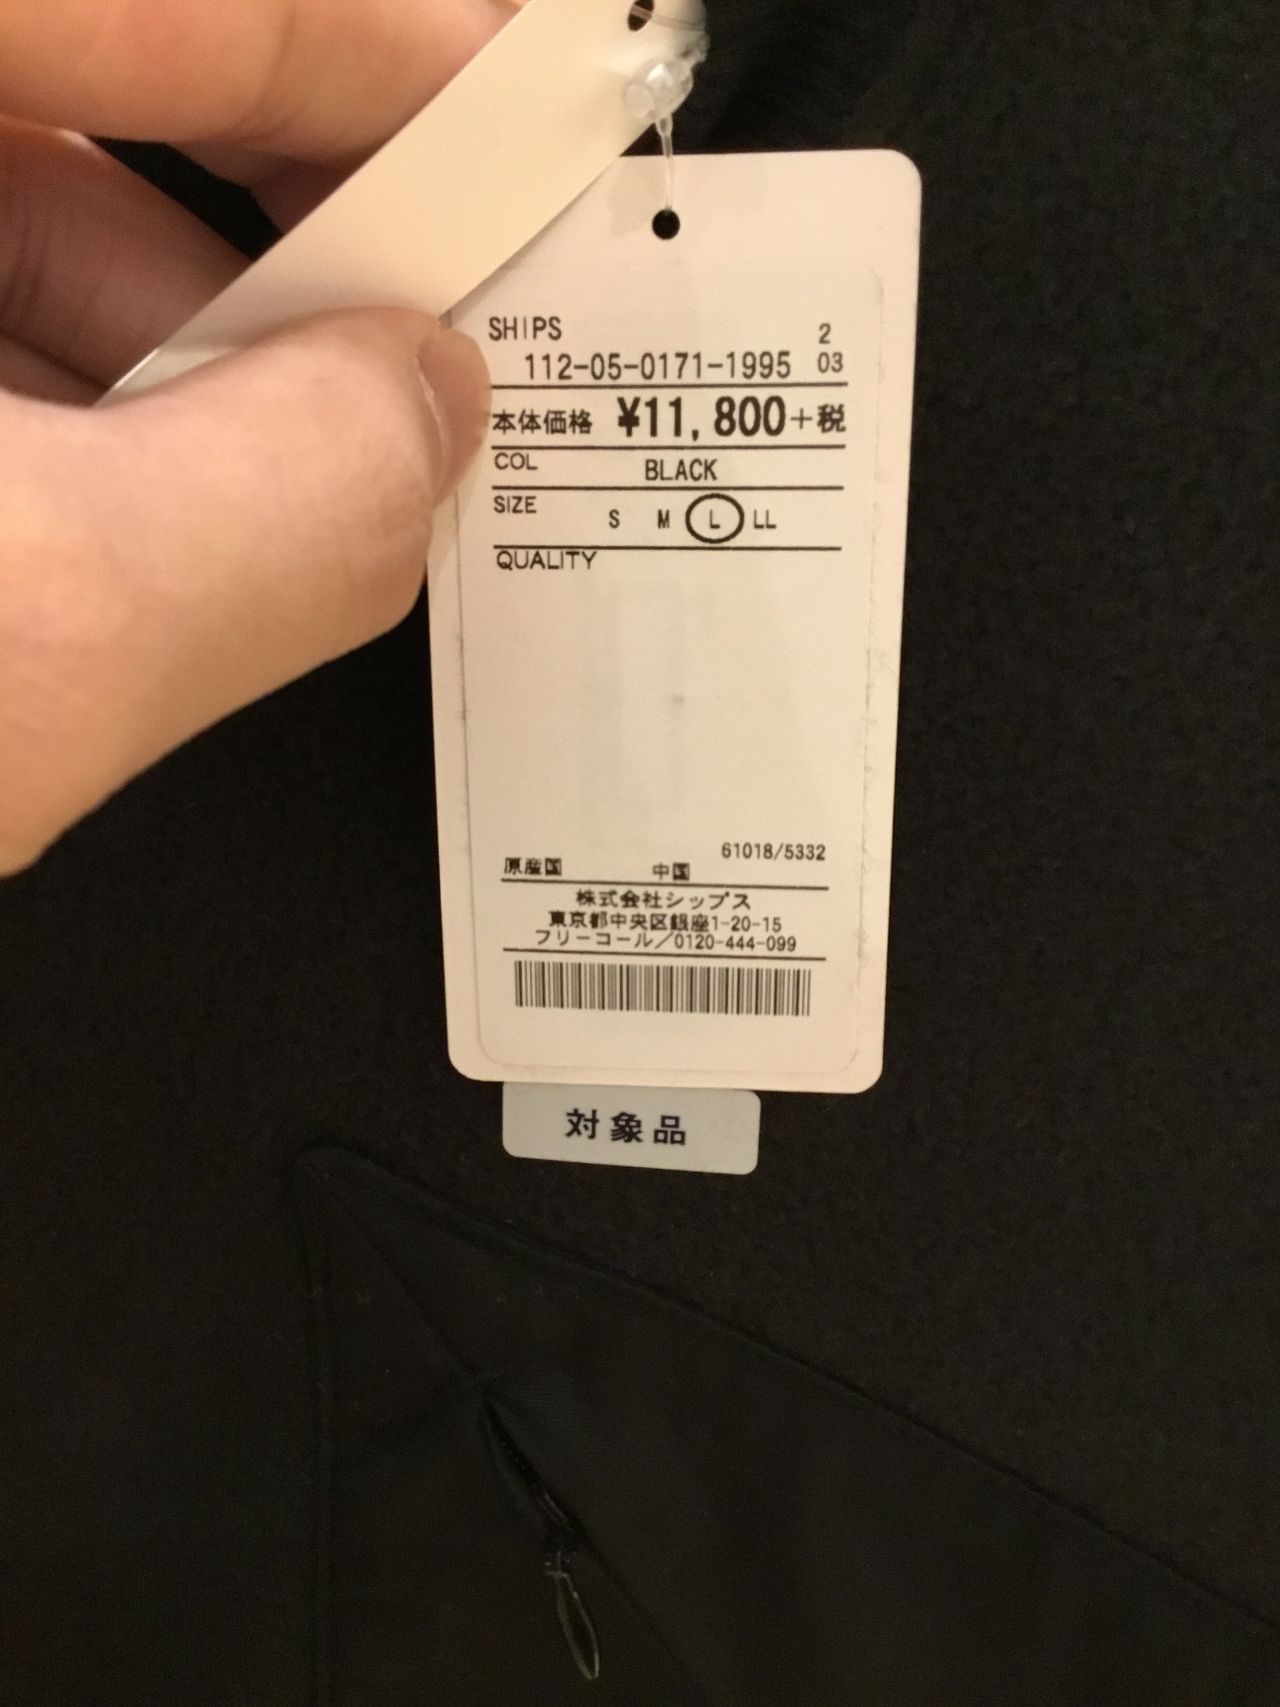 SHIPS 2
112-05-0171-1995 03
本体価格 ¥11,800+税
COL BLACK
SIZE S M L LL
QUALITY
61018/5332
原産国 中国
株式会社シップス
東京都中央区銀座1-20-15
フリーコール/0120-444-099
対象品